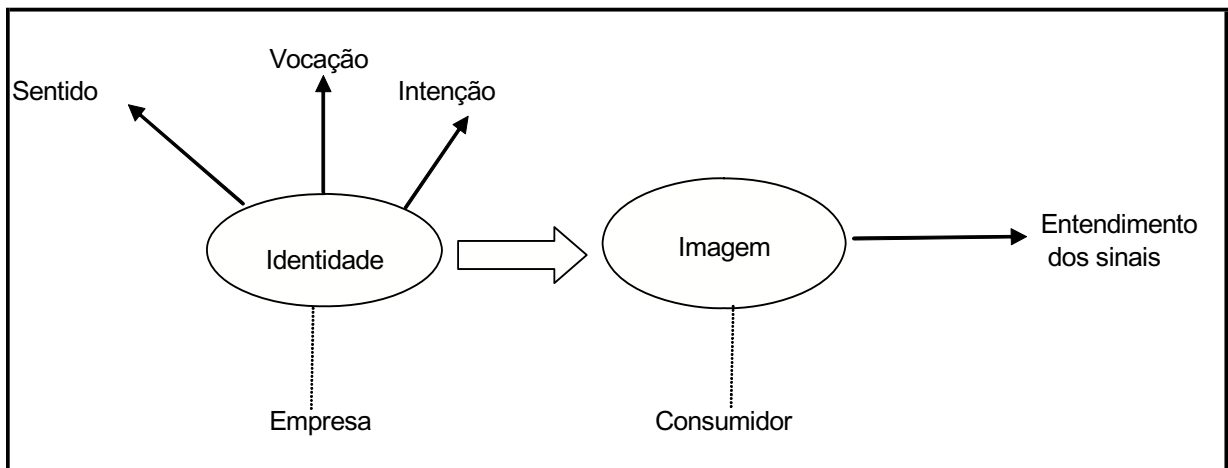 Vocação
Sentido
Intenção
Identidade
Imagem
Entendimento
dos sinais
Empresa
Consumidor